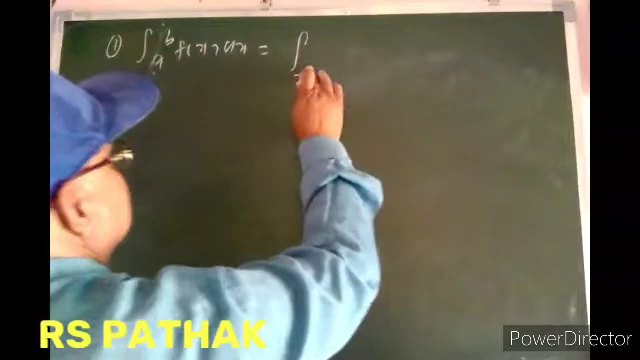 ① ∫ₐᵇ f(x) dx = ∫
RS PATHAK
PowerDirector